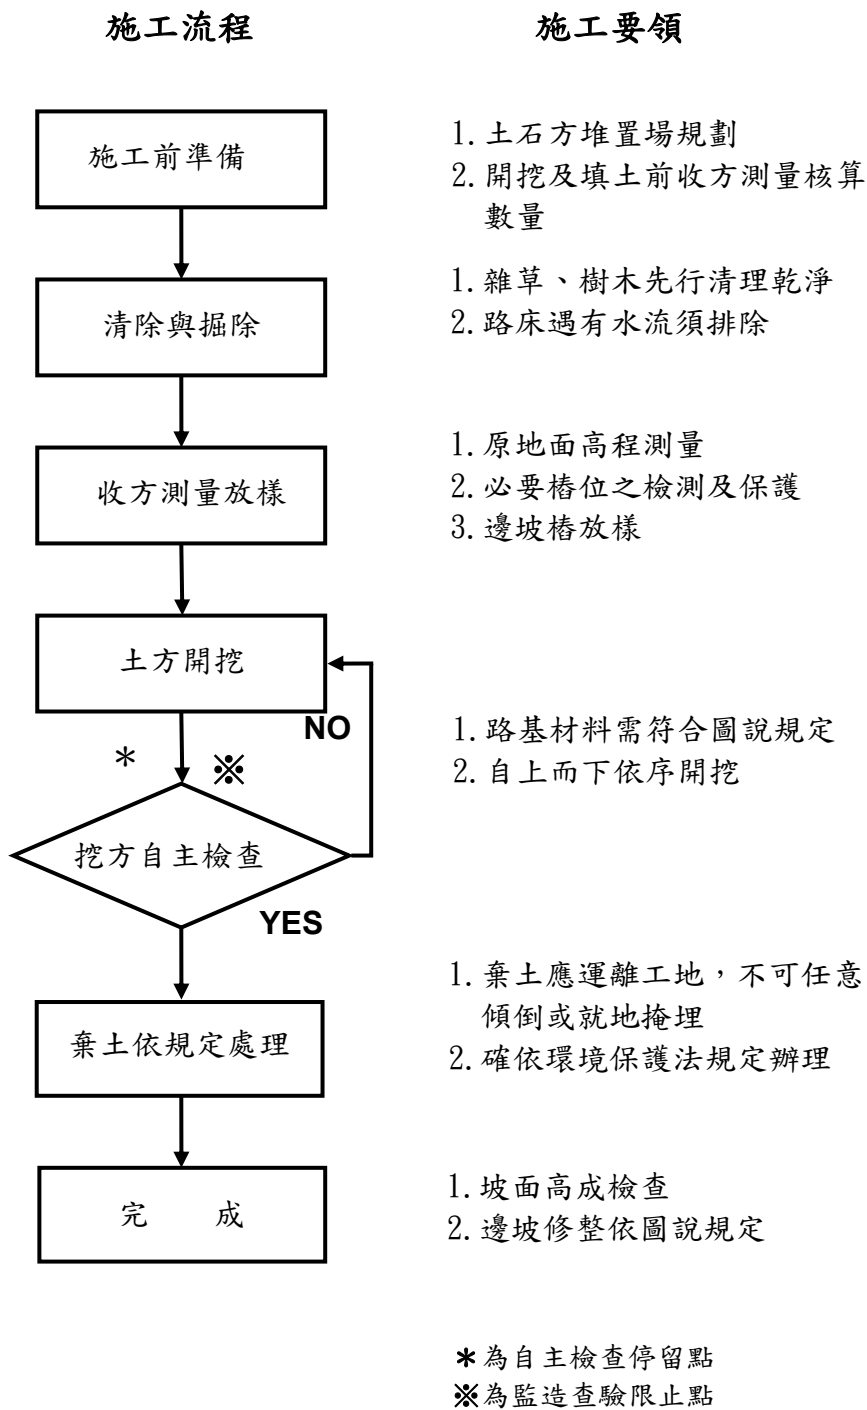 施工流程
施工要領
施工前準備
1. 土石方堆置場規劃
2. 開挖及填土前收方測量核算
數量
清除與掘除
1. 雜草、樹木先行清理乾淨
2. 路床遇有水流須排除
收方測量放樣
1. 原地面高程測量
2. 必要樁位之檢測及保護
3. 邊坡樁放樣
土方開挖
NO
* ※
1. 路基材料需符合圖說規定
2. 自上而下依序開挖
挖方自主檢查
YES
棄土依規定處理
1. 棄土應運離工地，不可任意
傾倒或就地掩埋
2. 確依環境保護法規定辦理
完 成
1. 坡面高成檢查
2. 邊坡修整依圖說規定
*為自主檢查停留點
※為監造查驗限止點